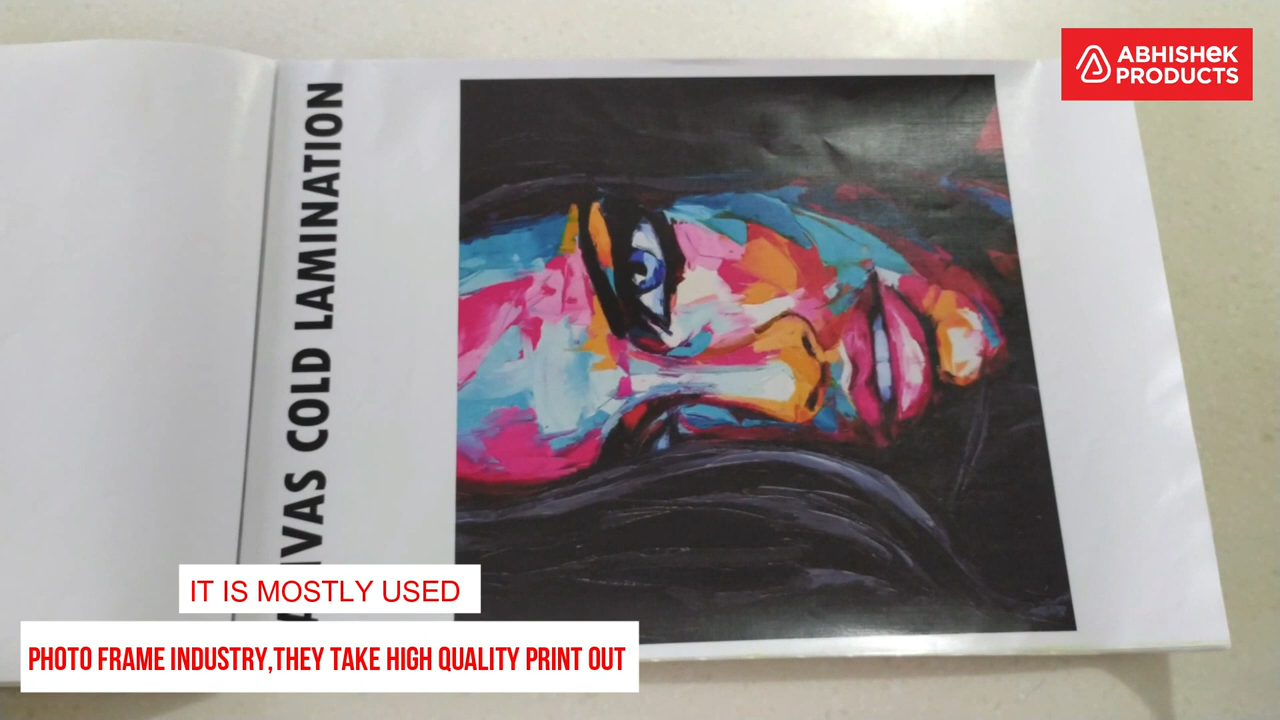 ABHISHEK
PRODUCTS
COLD LAMINATION
IT IS MOSTLY USED
PHOTO FRAME INDUSTRY,THEY TAKE HIGH QUALITY PRINT OUT